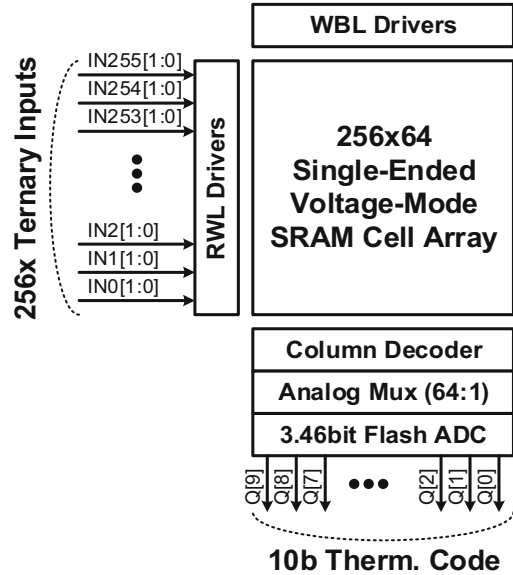 WBL Drivers
IN255[1:0]
IN254[1:0]
IN253[1:0]
IN2[1:0]
IN1[1:0]
IN0[1:0]
256x Ternary Inputs
RWL Drivers
256x64
Single-Ended
Voltage-Mode
SRAM Cell Array
Column Decoder
Analog Mux (64:1)
3.46bit Flash ADC
Q[9]
Q[8]
Q[7]
Q[2]
Q[1]
Q[0]
10b Therm. Code